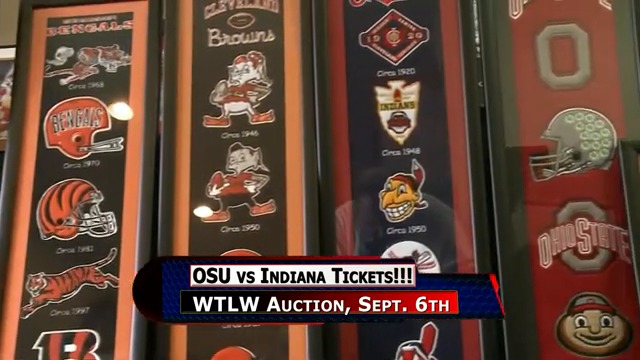 BENGALS
Circa 1968
BENGALS
Circa 1970
Circa 1981
Circa 1997
B
CLEVELAND
Browns
Circa 1946
Circa 1950
1920
Circa 1920
INDIANS
Circa 1948
Circa 1950
O
OHIO STATE
OSU vs Indiana Tickets!!!
WTLW Auction, Sept. 6th